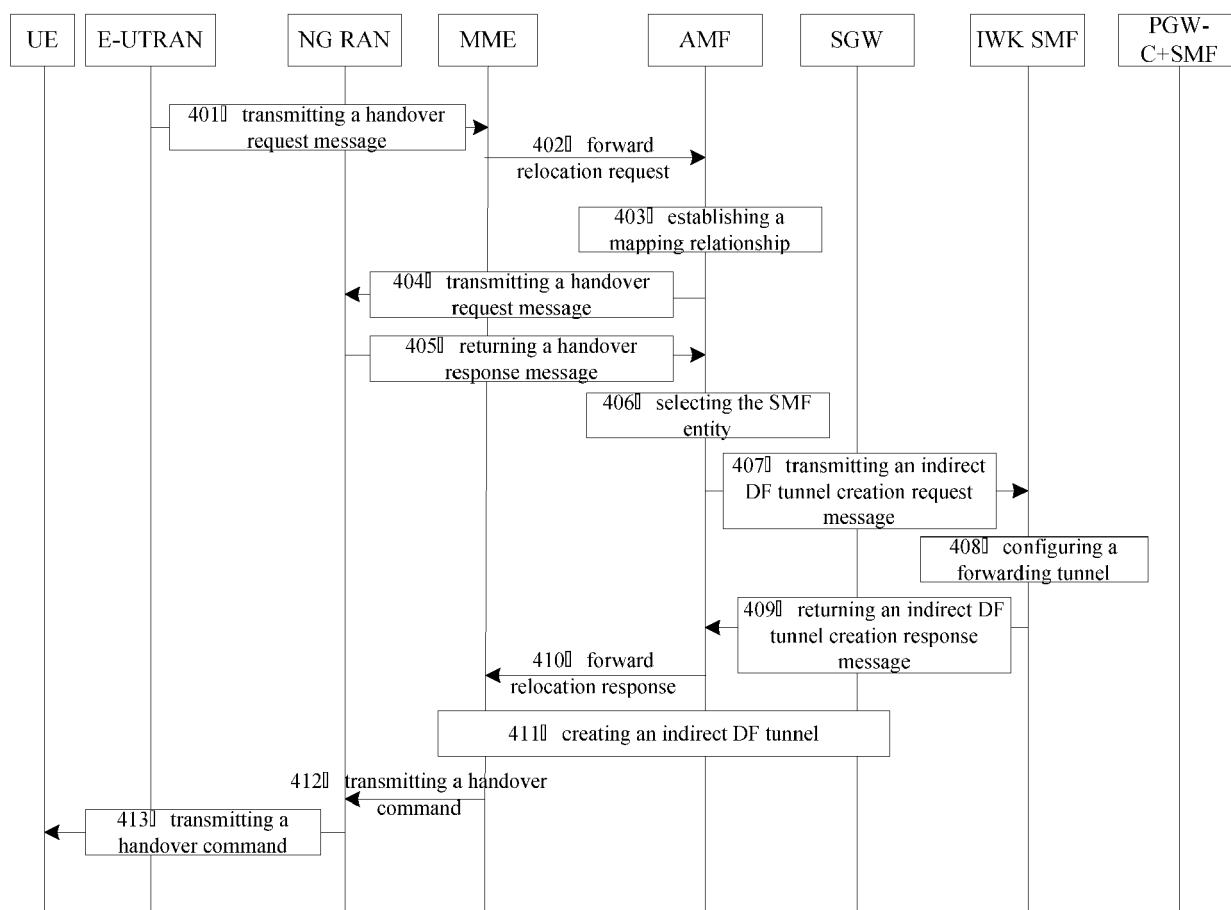 UE
E-UTRAN
NG RAN
MME
AMF
SGW
IWK SMF
PGW-
C+SMF
401▯ transmitting a handover
request message
402▯ forward
relocation request
403▯ establishing a
mapping relationship
404▯ transmitting a handover
request message
405▯ returning a handover
response message
406▯ selecting the SMF
entity
407▯ transmitting an indirect
DF tunnel creation request
message
408▯ configuring a
forwarding tunnel
409▯ returning an indirect DF
tunnel creation response
message
410▯ forward
relocation response
411▯ creating an indirect DF tunnel
412▯ transmitting a handover
command
413▯ transmitting a
handover command